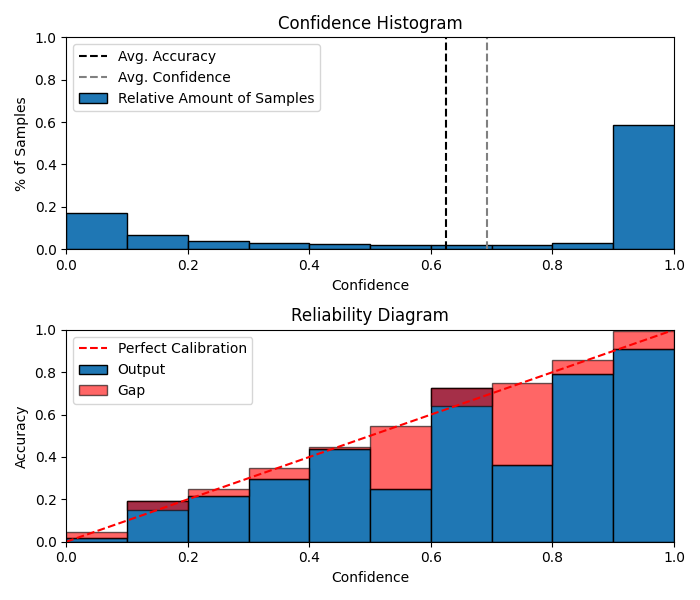 Confidence Histogram
1.0
0.8
0.6
0.4
0.2
0.0
% of Samples
Avg. Accuracy
Avg. Confidence
Relative Amount of Samples
0.0 0.2 0.4 0.6 0.8 1.0
Confidence
Reliability Diagram
1.0
0.8
0.6
0.4
0.2
0.0
Accuracy
Perfect Calibration
Output
Gap
0.0 0.2 0.4 0.6 0.8 1.0
Confidence